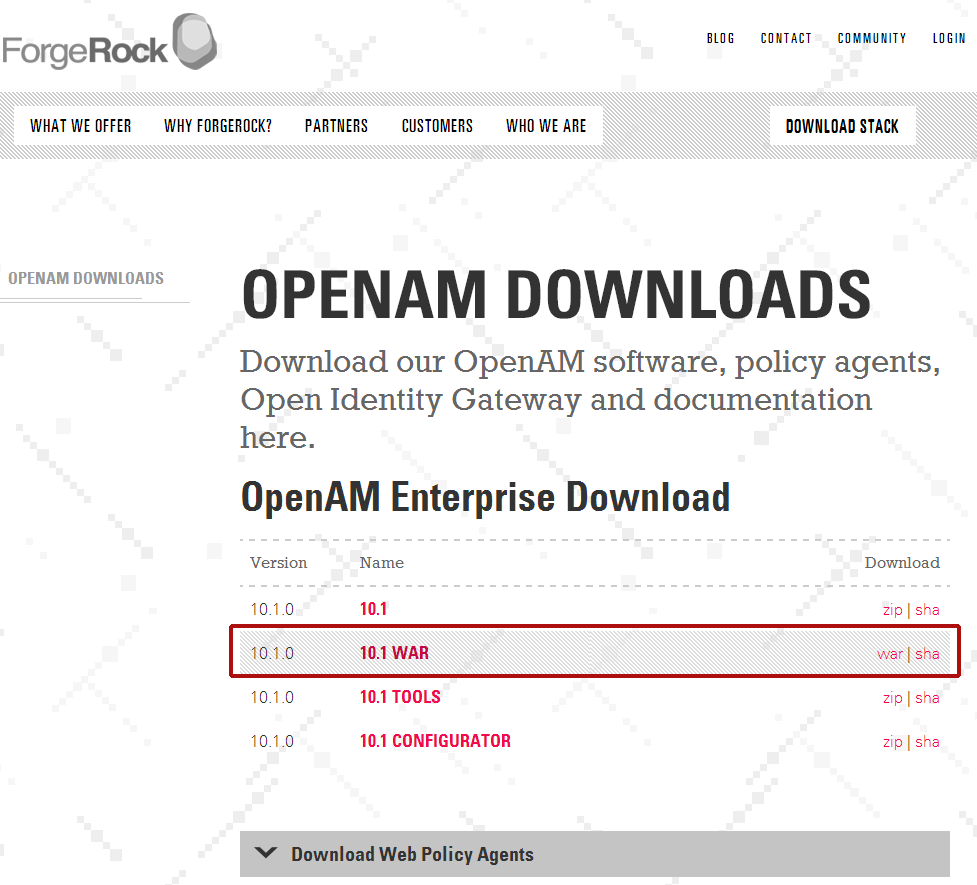 ForgeRock
BLOG CONTACT COMMUNITY LOGIN
WHAT WE OFFER WHY FORGEROCK? PARTNERS CUSTOMERS WHO WE ARE DOWNLOAD STACK
OPENAM DOWNLOADS
OPENAM DOWNLOADS
Download our OpenAM software, policy agents,
Open Identity Gateway and documentation
here.
OpenAM Enterprise Download
Version Name Download
10.1.0 10.1 zip | sha
10.1.0 10.1 WAR war | sha
10.1.0 10.1 TOOLS zip | sha
10.1.0 10.1 CONFIGURATOR zip | sha
Download Web Policy Agents